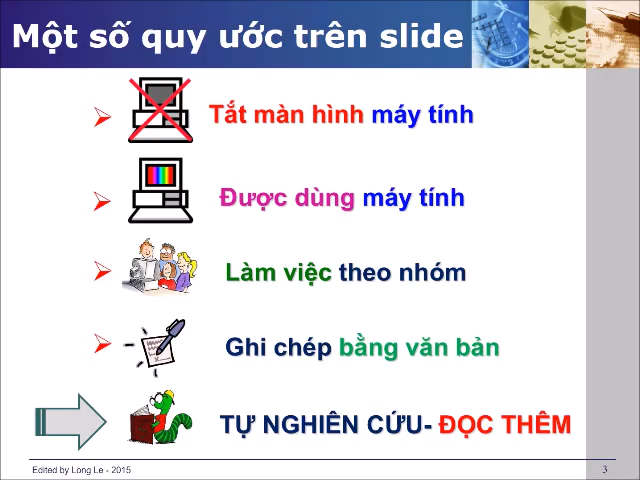 Một số quy ước trên slide
Tắt màn hình máy tính
Được dùng máy tính
Làm việc theo nhóm
Ghi chép bằng văn bản
TỰ NGHIÊN CỨU- ĐỌC THÊM
Edited by Long Le - 2015
3